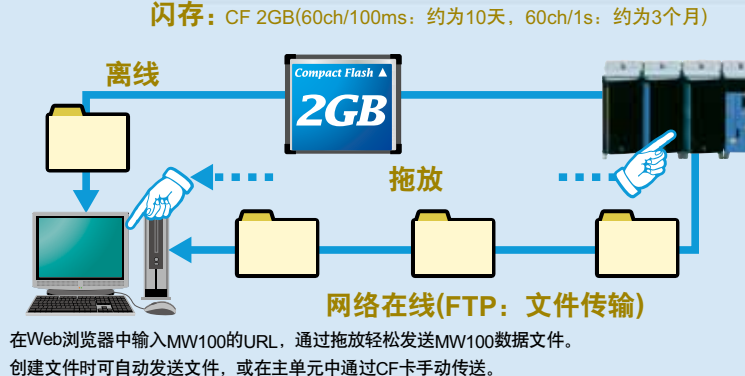 闪存：CF 2GB(60ch/100ms：约为10天，60ch/1s：约为3个月)
离线
Compact Flash ▲
2GB
拖放
网络在线(FTP：文件传输)
在Web浏览器中输入MW100的URL，通过拖放轻松发送MW100数据文件。
创建文件时可自动发送文件，或在主单元中通过CF卡手动传送。